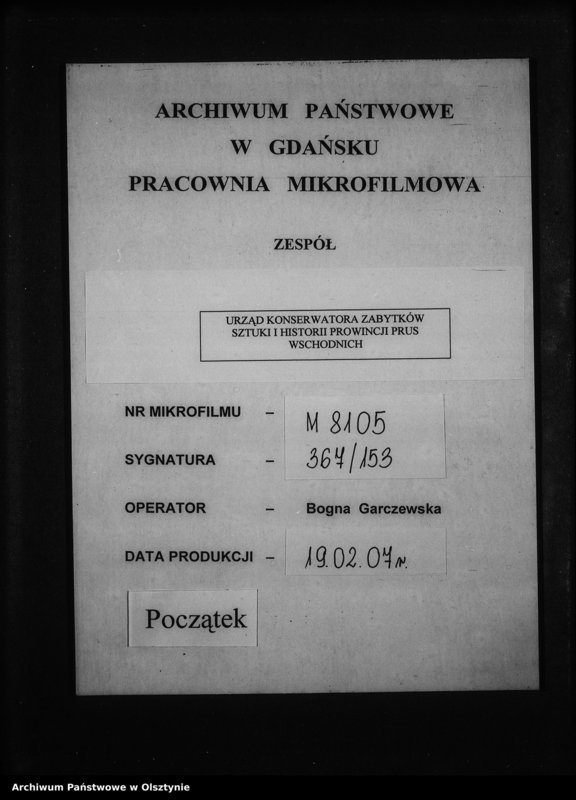 ARCHIWUM PAŃSTWOWE
W GDAŃSKU
PRACOWNIA MIKROFILMOWA
ZESPÓŁ
URZĄD KONSERWATORA ZABYTKÓW
SZTUKI I HISTORII PROWINCJI PRUS
WSCHODNICH
NR MIKROFILMU – M 8105
SYGNATURA – 367/153
OPERATOR – Bogna Garczewska
DATA PRODUKCJI – 19.02.07r.
Początek
Archiwum Państwowe w Olsztynie